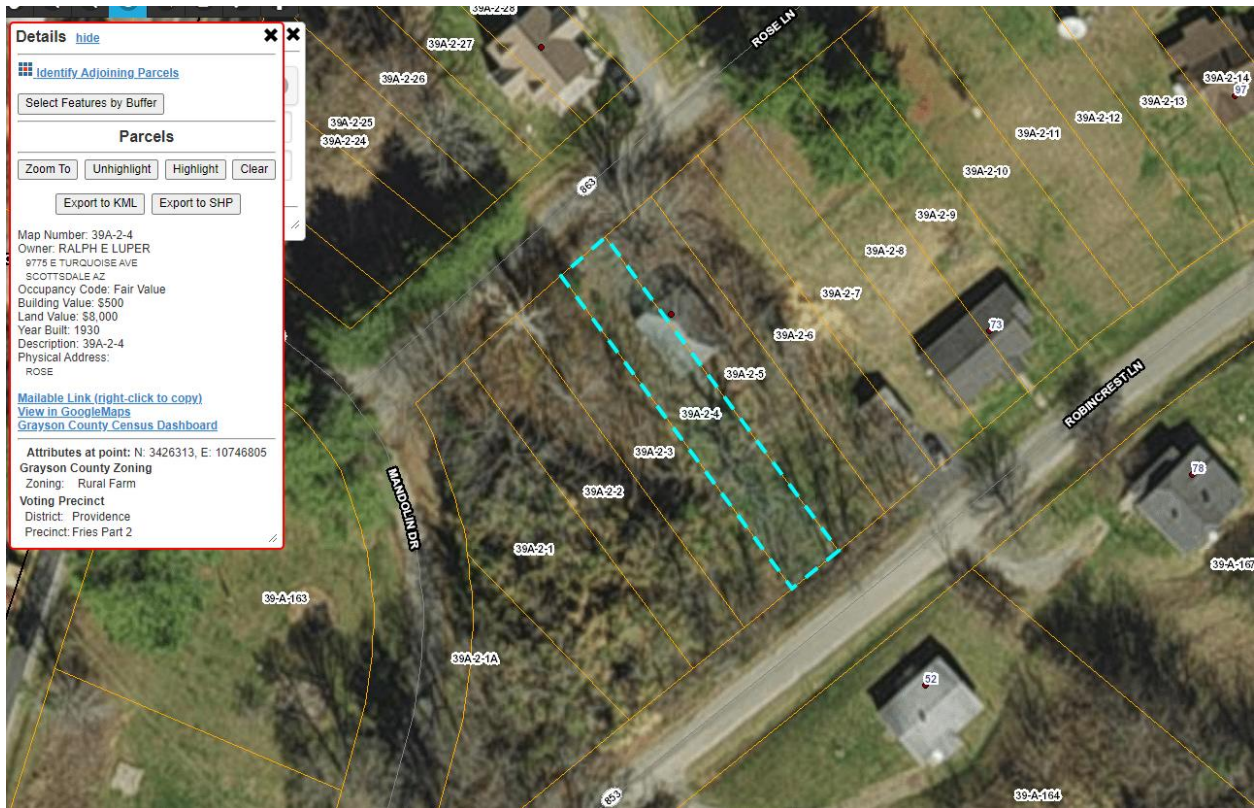 Details hide
Identify Adjoining Parcels
Select Features by Buffer
Parcels
Zoom To Unhighlight Highlight Clear
Export to KML Export to SHP
Map Number: 39A-2-4
Owner: RALPH E LUPER
9775 E TURQUOISE AVE
SCOTTSDALE AZ
Occupancy Code: Fair Value
Building Value: $500
Land Value: $8,000
Year Built: 1930
Description: 39A-2-4
Physical Address:
ROSE
Mailable Link (right-click to copy)
View in GoogleMaps
Grayson County Census Dashboard
Attributes at point: N: 3426313, E: 10746805
Grayson County Zoning
Zoning: Rural Farm
Voting Precinct
District: Providence
Precinct: Fries Part 2
39A-2-28
39A-2-27
39A-2-26
39A-2-25
39A-2-24
ROSE LN
863
39A-2-14
97
39A-2-13
39A-2-12
39A-2-11
39A-2-10
39A-2-9
39A-2-8
39A-2-7
39A-2-6
39A-2-5
39A-2-4
39A-2-3
39A-2-2
39A-2-1
39A-2-1A
73
ROBINCREST LN
78
MANDOLIN DR
39-A-163
39-A-167
52
853
39-A-164